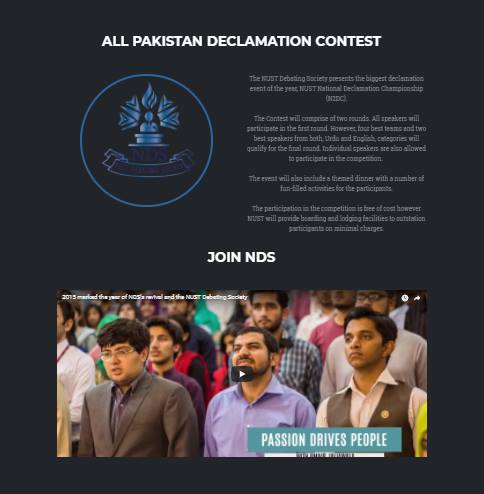 ALL PAKISTAN DECLAMATION CONTEST
The NUST Debating Society presents the biggest declamation
event of the year, NUST National Declamation Championship
(N2DC).
The Contest will comprise of two rounds. All speakers will
participate in the first round. However, four best teams and two
best speakers from both, Urdu and English, categories will
qualify for the final round. Individual speakers are also allowed
to participate in the competition.
The event will also include a themed dinner with a number of
fun-filled activities for the participants.
The participation in the competition is free of cost however
NUST will provide boarding and lodging facilities to outstation
participants on minimal charges.
NDS
JOIN NDS
2015 marked the year of NDS's revival and the NUST Debating Society
PASSION DRIVES PEOPLE